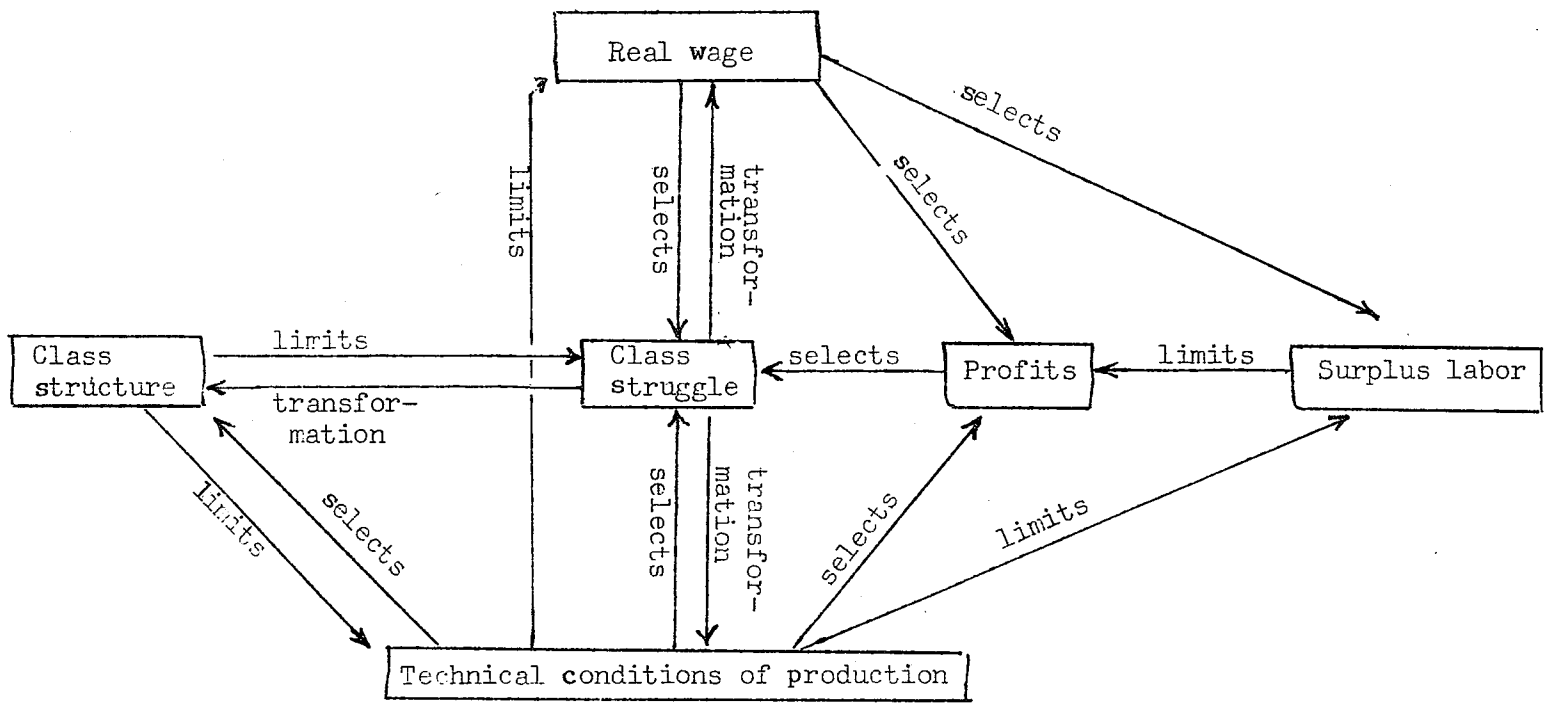 Real wage
selects
selects
limits
selects
transfor-
mation
limits
selects
limits
Class
structure
Class
struggle
Profits
Surplus labor
transfor-
mation
limits
selects
selects
transfor-
mation
selects
limits
Technical conditions of production